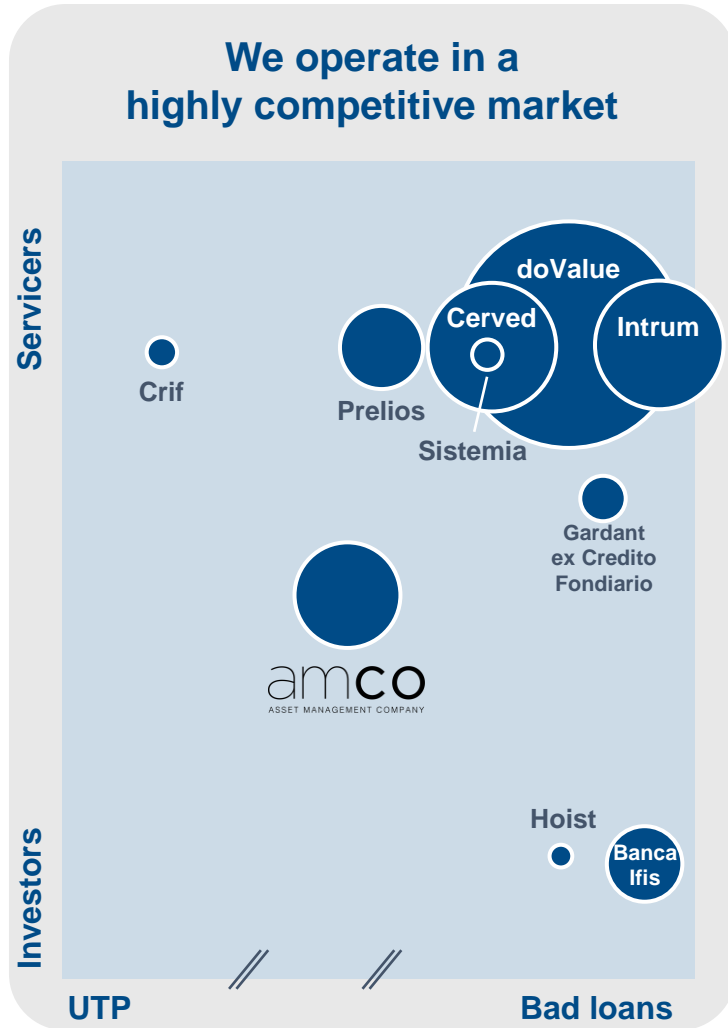 We operate in a
highly competitive market
Servicers
doValue
Cerved
Intrum
Crif
Prelios
Sistemia
Gardant
ex Credito
Fondiario
amco
ASSET MANAGEMENT COMPANY
Hoist
Banca
Ifis
Investors
UTP
Bad loans